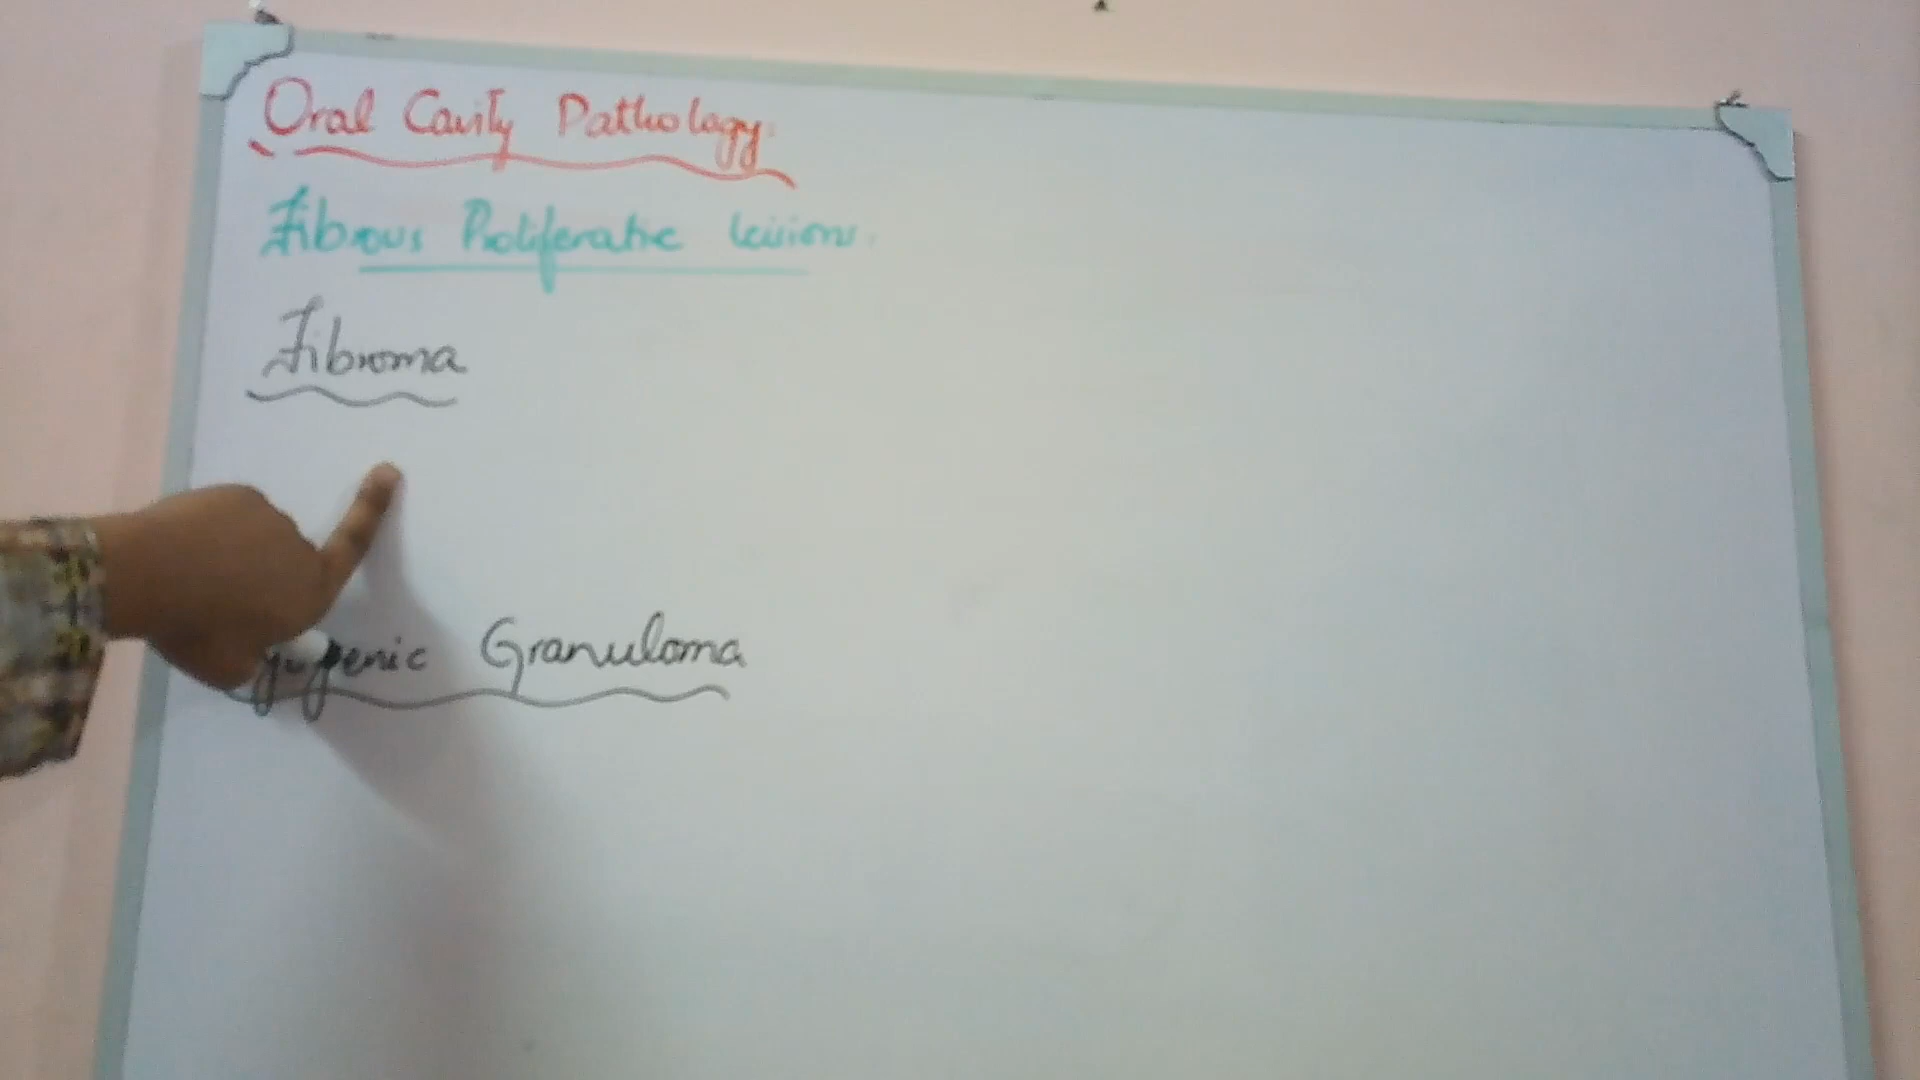 Oral Cavity Pathology.
Fibrous Proliferative lesions.
Fibroma
Granuloma